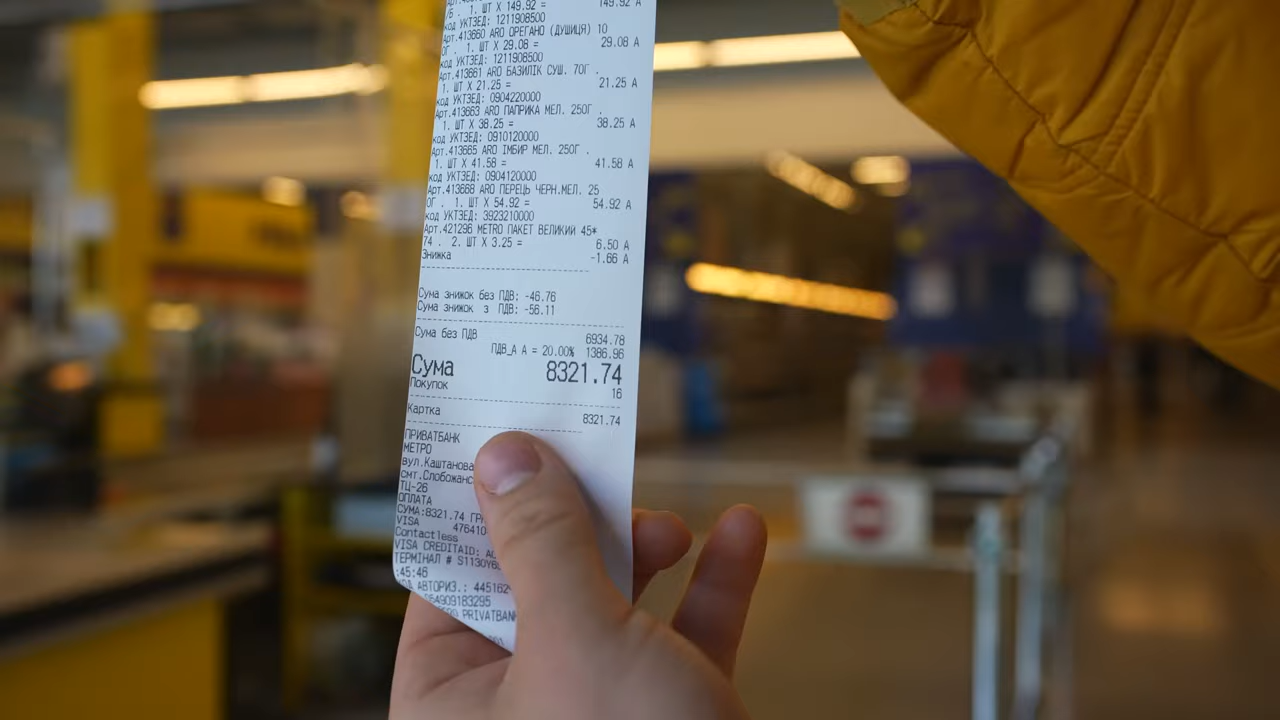 /Б . 1. ШТ X 149.92 = 149.92 А
код УКТЗЕД: 1211908500
Арт.413660 ARO ОРЕГАНО (ДУШИЦЯ) 10
0Г . 1. ШТ X 29.08 = 29.08 А
код УКТЗЕД: 1211908500
Арт.413661 ARO БАЗИЛІК СУШ. 70Г .
1. ШТ X 21.25 = 21.25 А
код УКТЗЕД: 0904220000
Арт.413663 ARO ПАПРИКА МЕЛ. 250Г .
1. ШТ X 38.25 = 38.25 А
код УКТЗЕД: 0910120000
Арт.413665 ARO ІМБИР МЕЛ. 250Г .
1. ШТ X 41.58 = 41.58 А
код УКТЗЕД: 0904120000
Арт.413668 ARO ПЕРЕЦЬ ЧЕРН.МЕЛ. 25
0Г . 1. ШТ X 54.92 = 54.92 А
код УКТЗЕД: 3923210000
Арт.421296 METRO ПАКЕТ ВЕЛИКИЙ 45*
74 . 2. ШТ X 3.25 = 6.50 А
Знижка -1.66 А
Сума знижок без ПДВ: -46.76
Сума знижок з ПДВ: -56.11
Сума без ПДВ 6934.78
ПДВ_А А = 20.00% 1386.96
Сума 8321.74
Покупок 16
Картка 8321.74
ПРИВАТБАНК
МЕТРО
вул.Каштанова
смт.Слобожанс
ТЦ-26
ОПЛАТА
СУМА:8321.74 ГР
VISA 476410
Contactless
VISA CREDITAID:
ТЕРМІНАЛ # S1130Y6
:45:46
АВТОРИЗ.: 445162
64909183295
PRIVATBAN